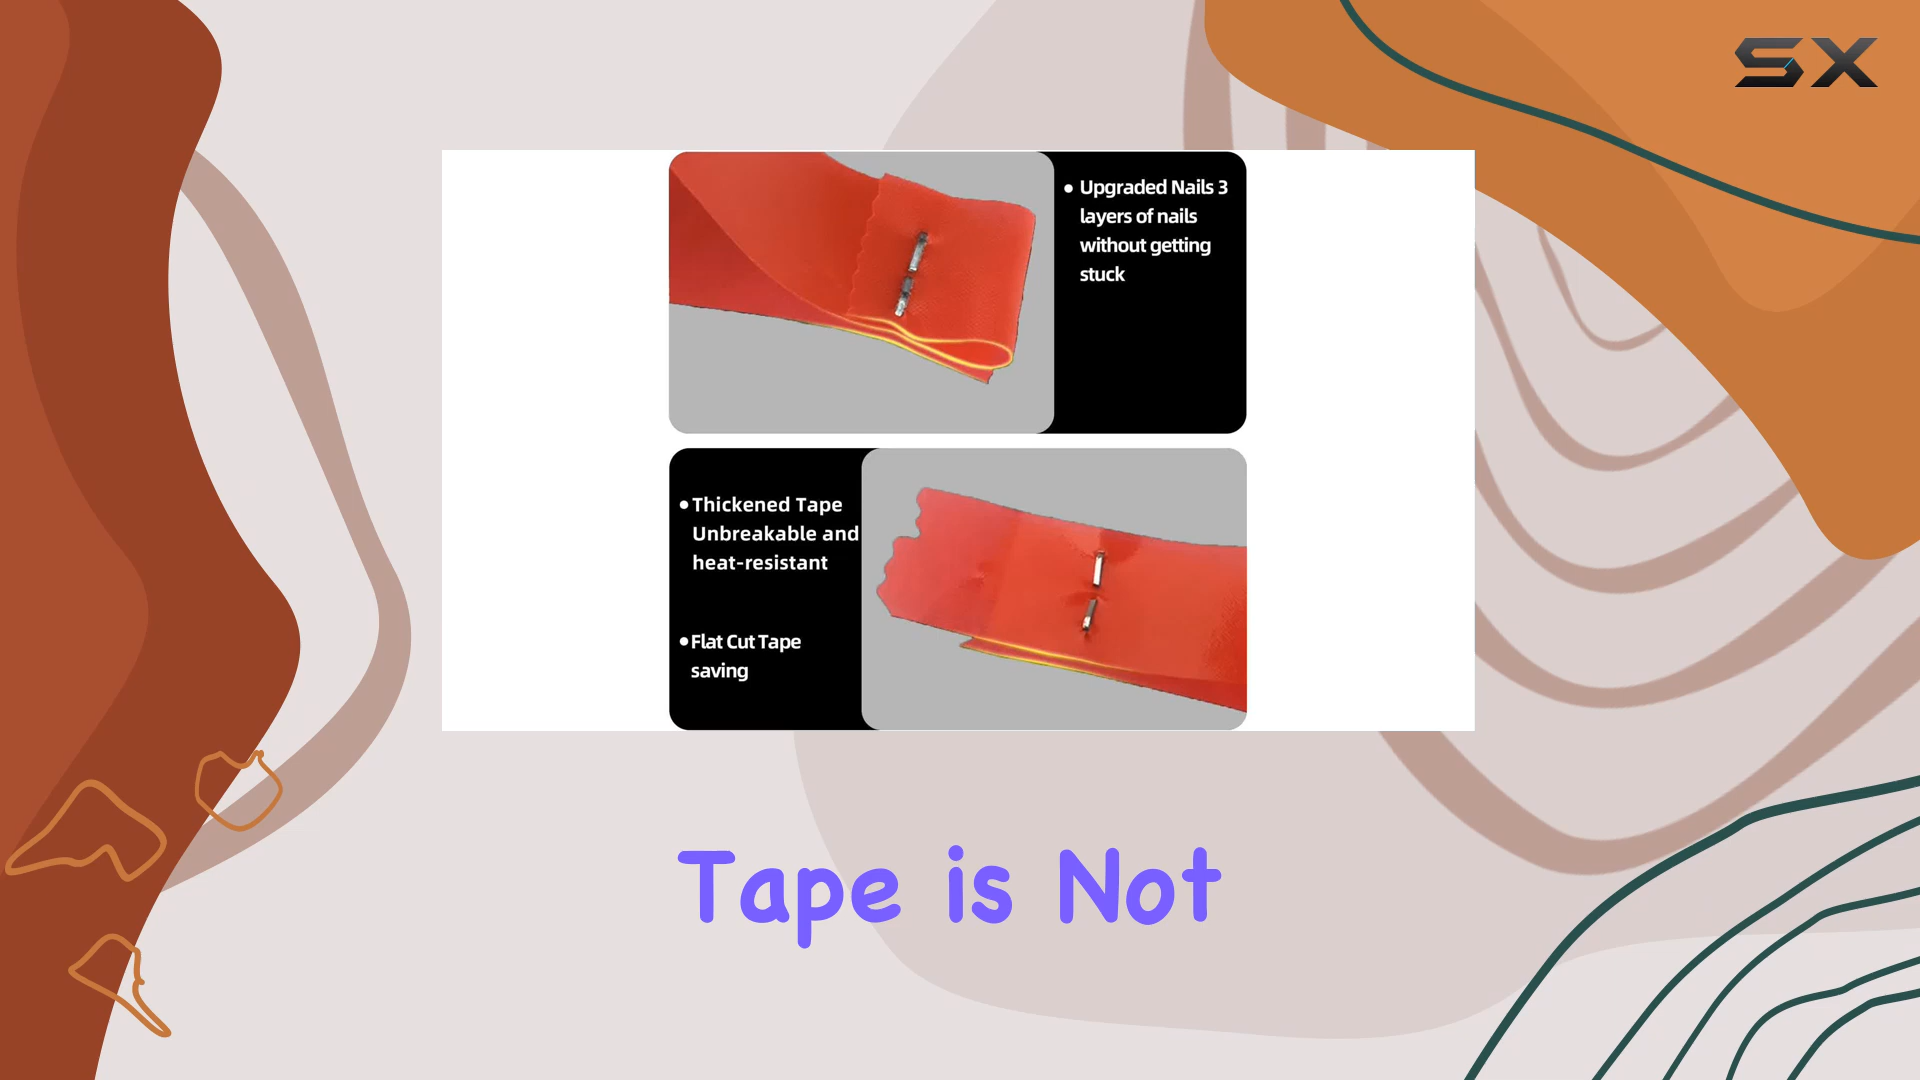 SX
• Upgraded Nails 3
layers of nails
without getting
stuck
• Thickened Tape
Unbreakable and
heat-resistant
• Flat Cut Tape
saving
Tape is Not